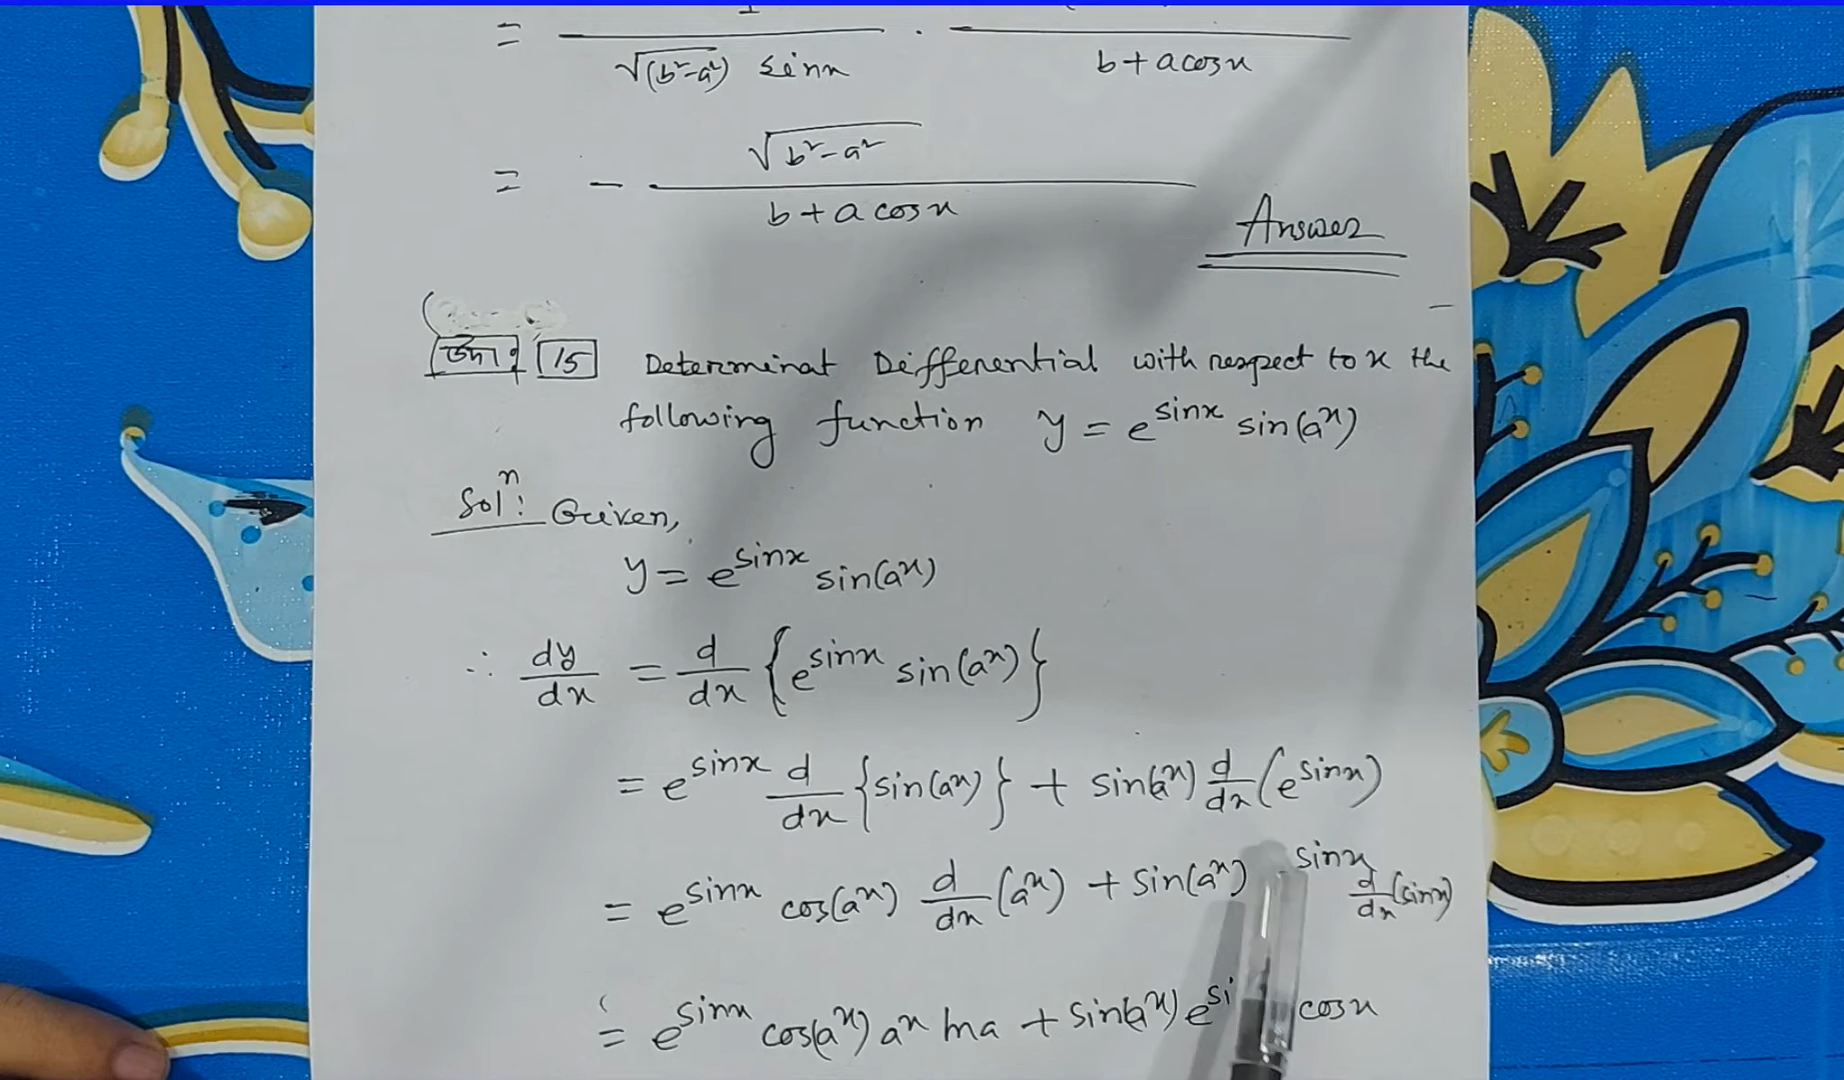 = / √(b²-a²) sinx . / b+acosx
= - √b²-a² / b+a cosx
Answer
উদা: 15 Determinat Differential with respect to x the
following function y = e^sinx sin(a^x)
Solⁿ: Given,
y = e^sinx sin(a^x)
∴ dy/dx = d/dx {e^sinx sin(a^x)}
= e^sinx d/dx {sin(a^x)} + sin(a^x) d/dx (e^sinx)
= e^sinx cos(a^x) d/dx (a^x) + sin(a^x) sinx d/dx (sinx)
= e^sinx cos(a^x) a^x lna + sin(a^x) e^si cosx